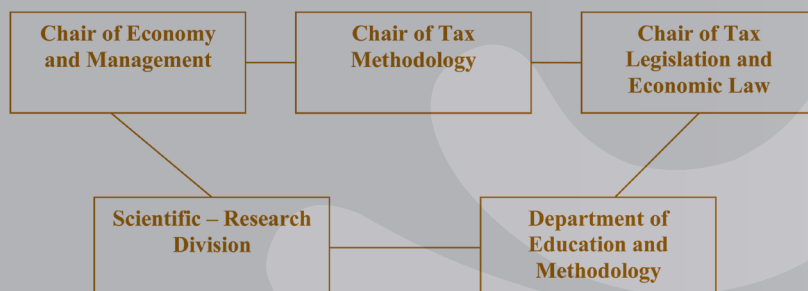 Chair of Economy
and Management
Chair of Tax
Methodology
Chair of Tax
Legislation and
Economic Law
Scientific – Research
Division
Department of
Education and
Methodology